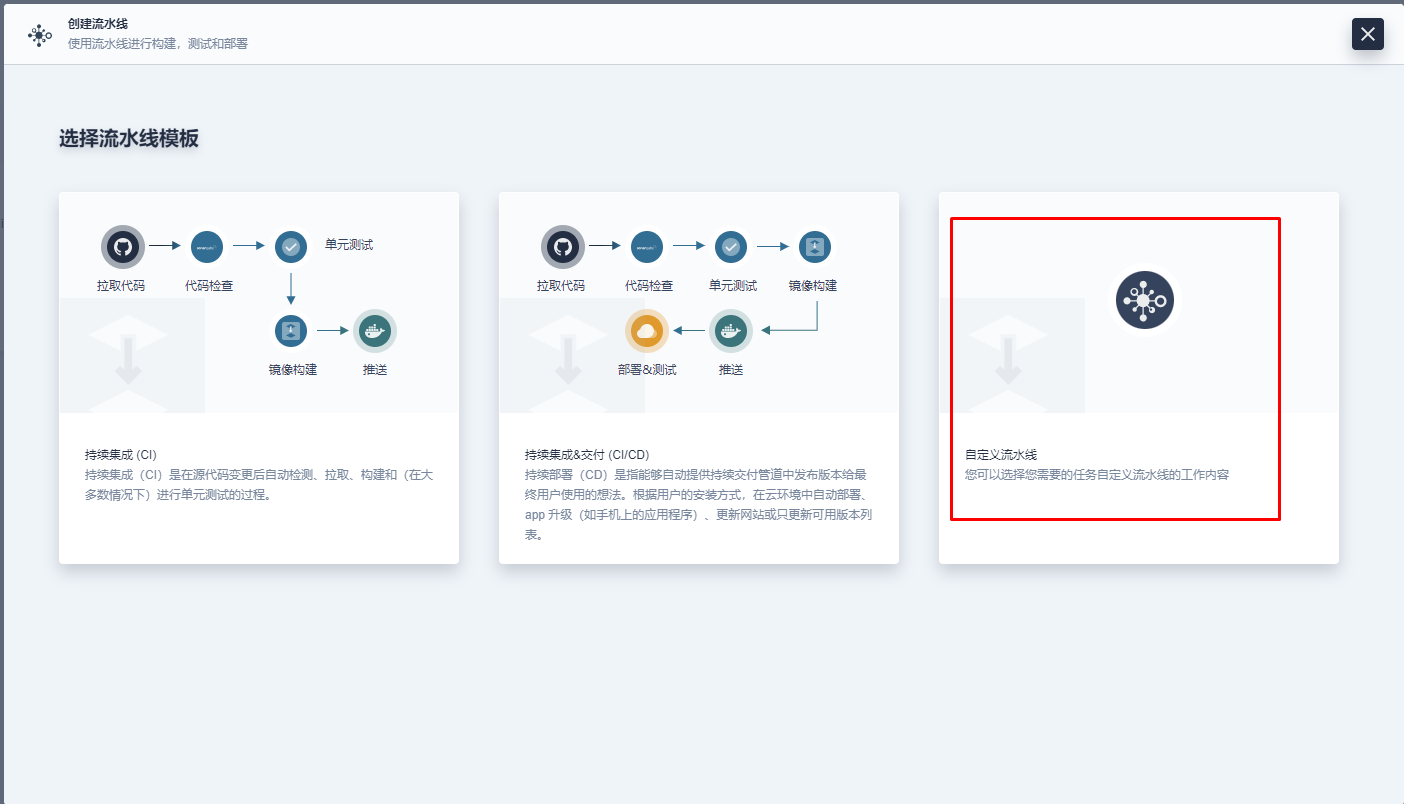 创建流水线
使用流水线进行构建，测试和部署
选择流水线模板
单元测试
拉取代码
代码检查
镜像构建
推送
持续集成 (CI)
持续集成（CI）是在源代码变更后自动检测、拉取、构建和（在大
多数情况下）进行单元测试的过程。
拉取代码
代码检查
单元测试
镜像构建
部署&测试
推送
持续集成&交付 (CI/CD)
持续部署（CD）是指能够自动提供持续交付管道中发布版本给最
终用户使用的想法。根据用户的安装方式，在云环境中自动部署、
app 升级（如手机上的应用程序）、更新网站或只更新可用版本列
表。
自定义流水线
您可以选择您需要的任务自定义流水线的工作内容